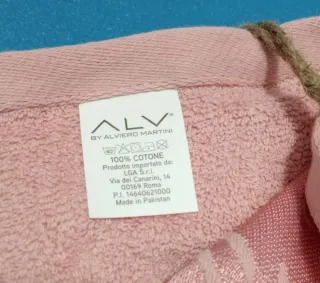 ALV
BY ALVIERO MARTINI
100% COTONE
Prodotto importato da:
LGA S.r.l.
Via dei Canarini, 14
00169 Roma
P.I. 14640621000
Made in Pakistan